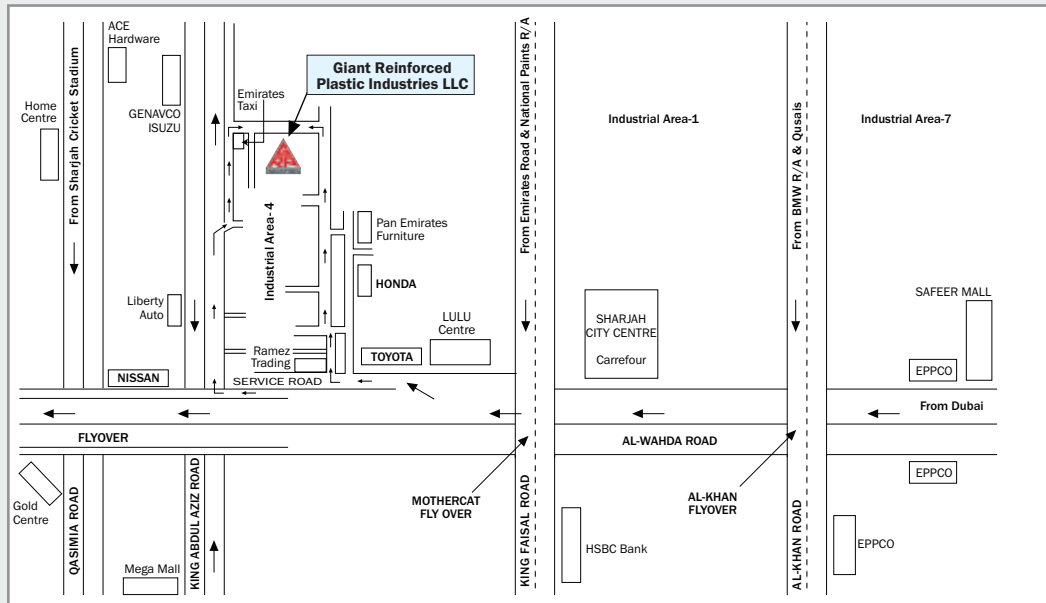 ACE
Hardware
GENAVCO
ISUZU
Home
Centre
From Sharjah Cricket Stadium
Emirates
Taxi
Giant Reinforced
Plastic Industries LLC
Industrial Area-4
Pan Emirates
Furniture
HONDA
Liberty
Auto
NISSAN
Ramez
Trading
SERVICE ROAD
TOYOTA
LULU
Centre
From Emirates Road & National Paints R/A
Industrial Area-1
From BMW R/A & Qusais
Industrial Area-7
SHARJAH
CITY CENTRE
Carrefour
SAFEER MALL
EPPCO
From Dubai
FLYOVER
AL-WAHDA ROAD
EPPCO
Gold
Centre
QASIMIA ROAD
Mega Mall
KING ABDUL AZIZ ROAD
MOTHERCAT
FLY OVER
KING FAISAL ROAD
HSBC Bank
AL-KHAN
FLYOVER
AL-KHAN ROAD
EPPCO